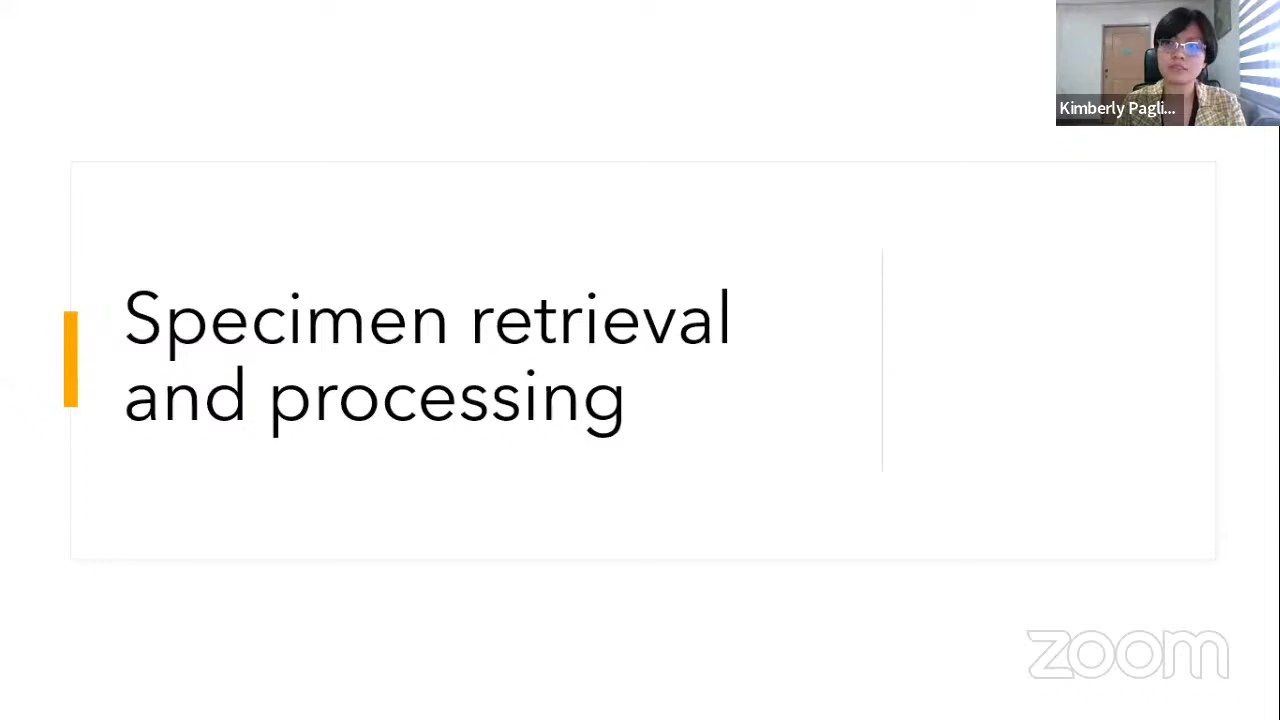 Kimberly Pagli...
Specimen retrieval
and processing
zoom